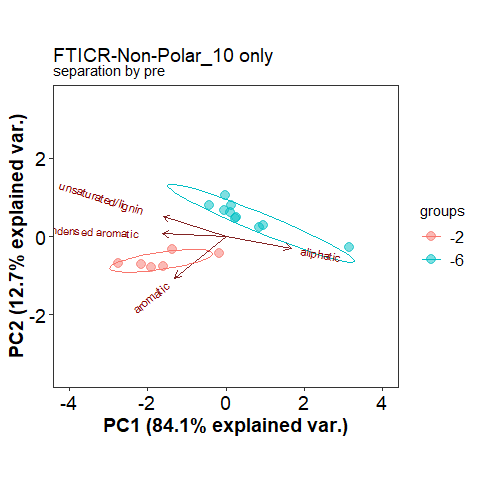 FTICR-Non-Polar_10 only
separation by pre
PC2 (12.7% explained var.)
2
0
-2
unsaturated/lignin
ndensed aromatic
aromatic
aliphatic
groups
-2
-6
-4
-2
0
2
4
PC1 (84.1% explained var.)